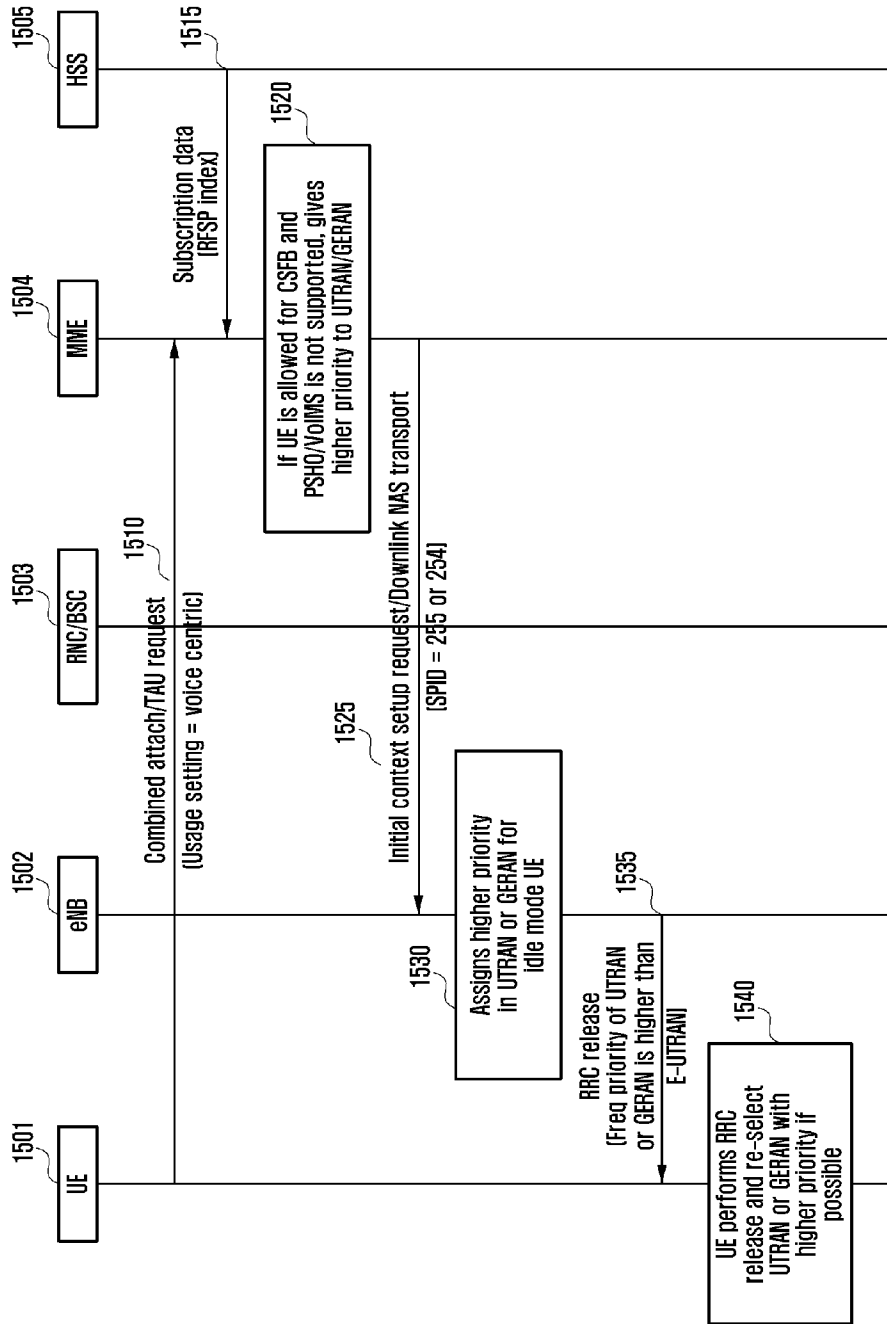 1501
UE
1502
eNB
1503
RNC/BSC
1504
MME
1505
HSS
1510
Combined attach/TAU request
(Usage setting = voice centric)
1515
Subscription data
(RFSP index)
1520
If UE is allowed for CSFB and
PSHO/VoIMS is not supported, gives
higher priority to UTRAN/GERAN
1525
Initial context setup request/Downlink NAS transport
(SPID = 255 or 254)
1530
Assigns higher priority
in UTRAN or GERAN for
idle mode UE
1535
RRC release
(Freq priority of UTRAN
or GERAN is higher than
E-UTRAN)
1540
UE performs RRC
release and re-select
UTRAN or GERAN with
higher priority if
possible